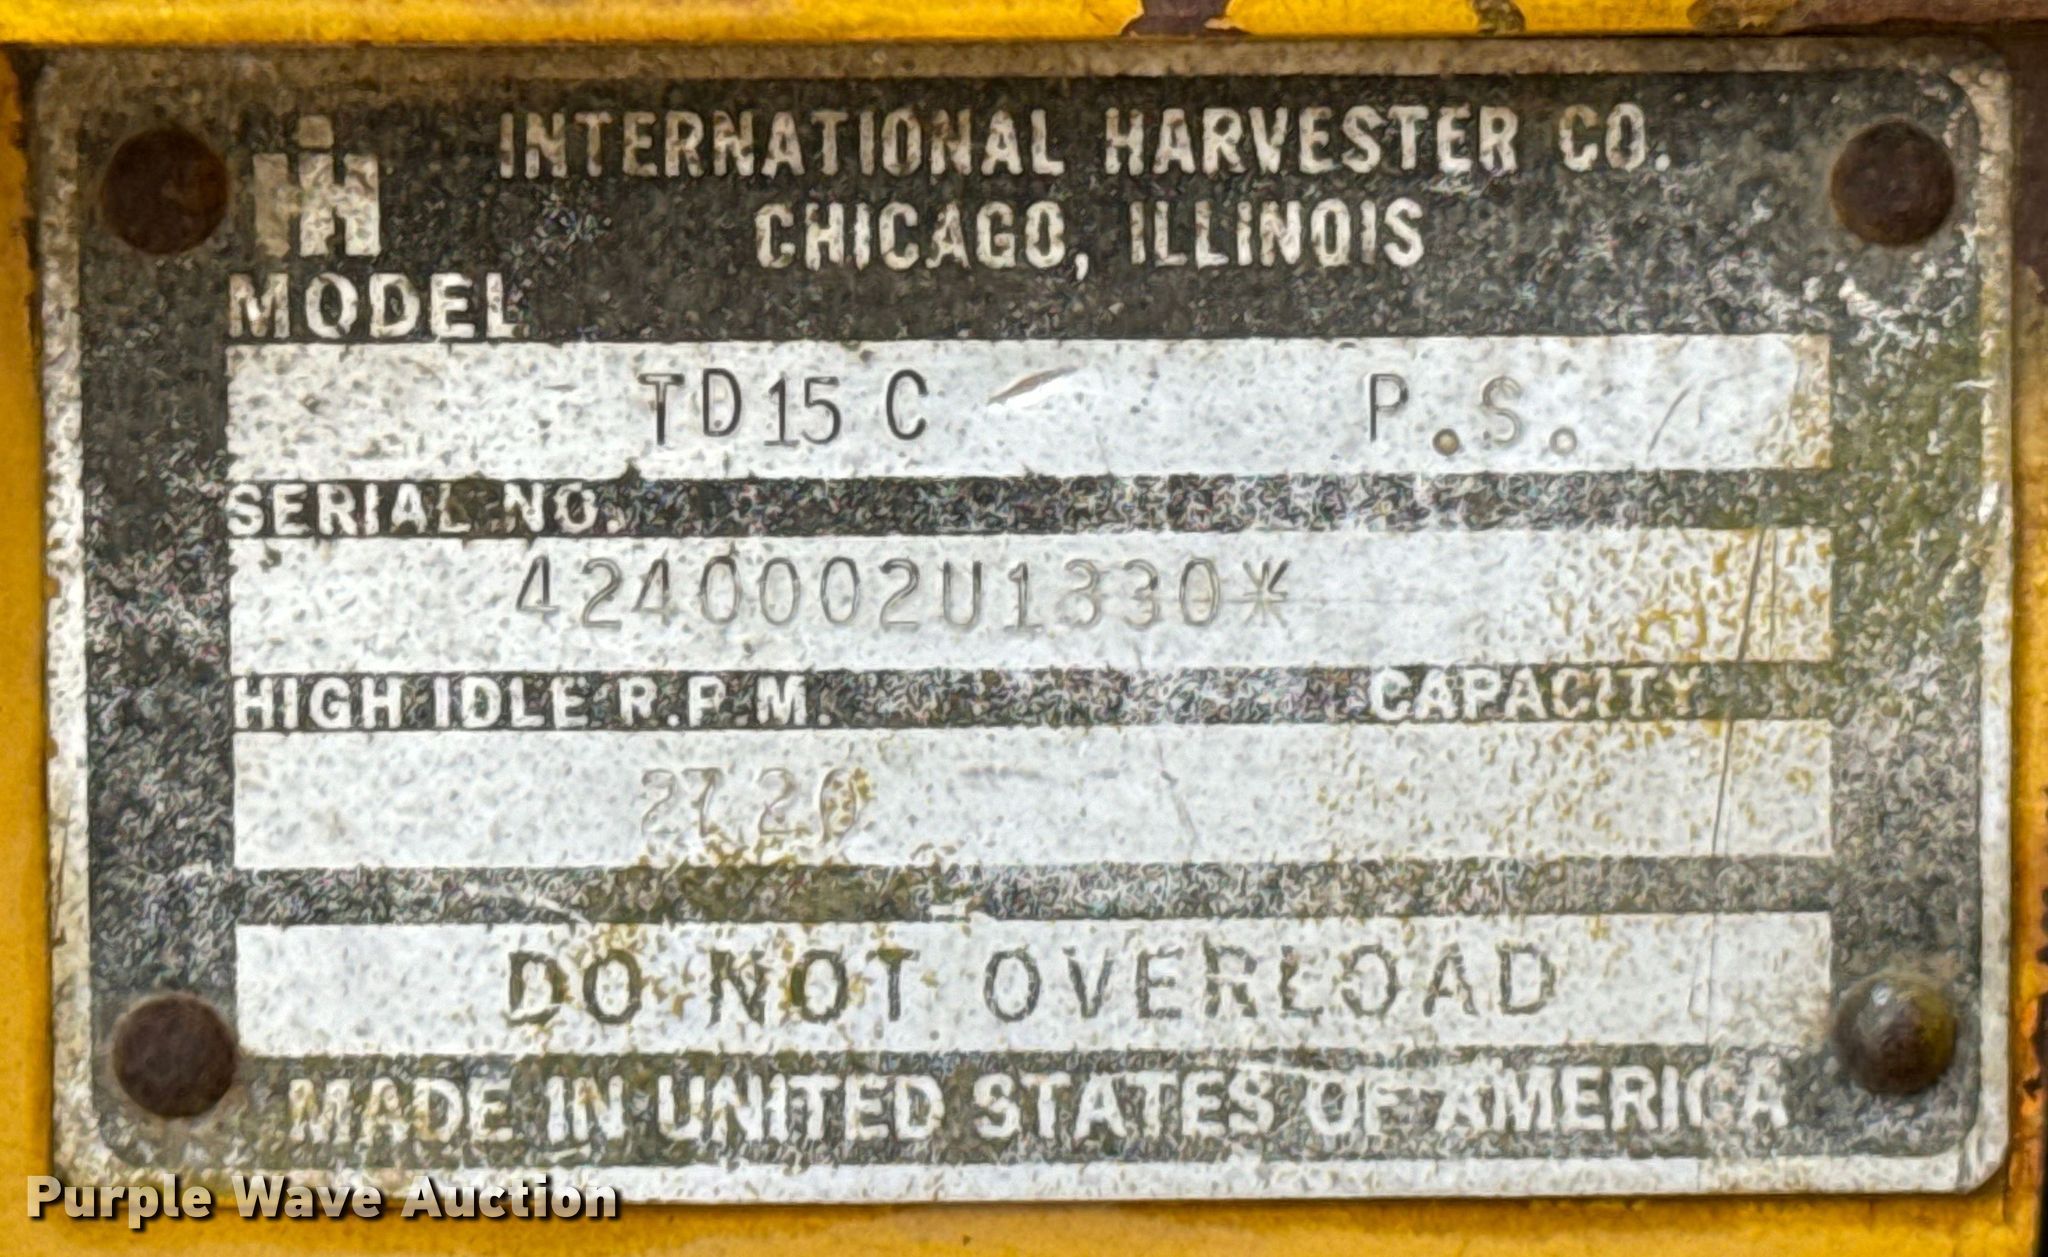 IH INTERNATIONAL HARVESTER CO.
CHICAGO, ILLINOIS
MODEL
TD15 C P.S.
SERIAL NO.
4240002U1330*
HIGH IDLE R.P.M. CAPACITY
2720
DO NOT OVERLOAD
MADE IN UNITED STATES OF AMERICA
Purple Wave Auction